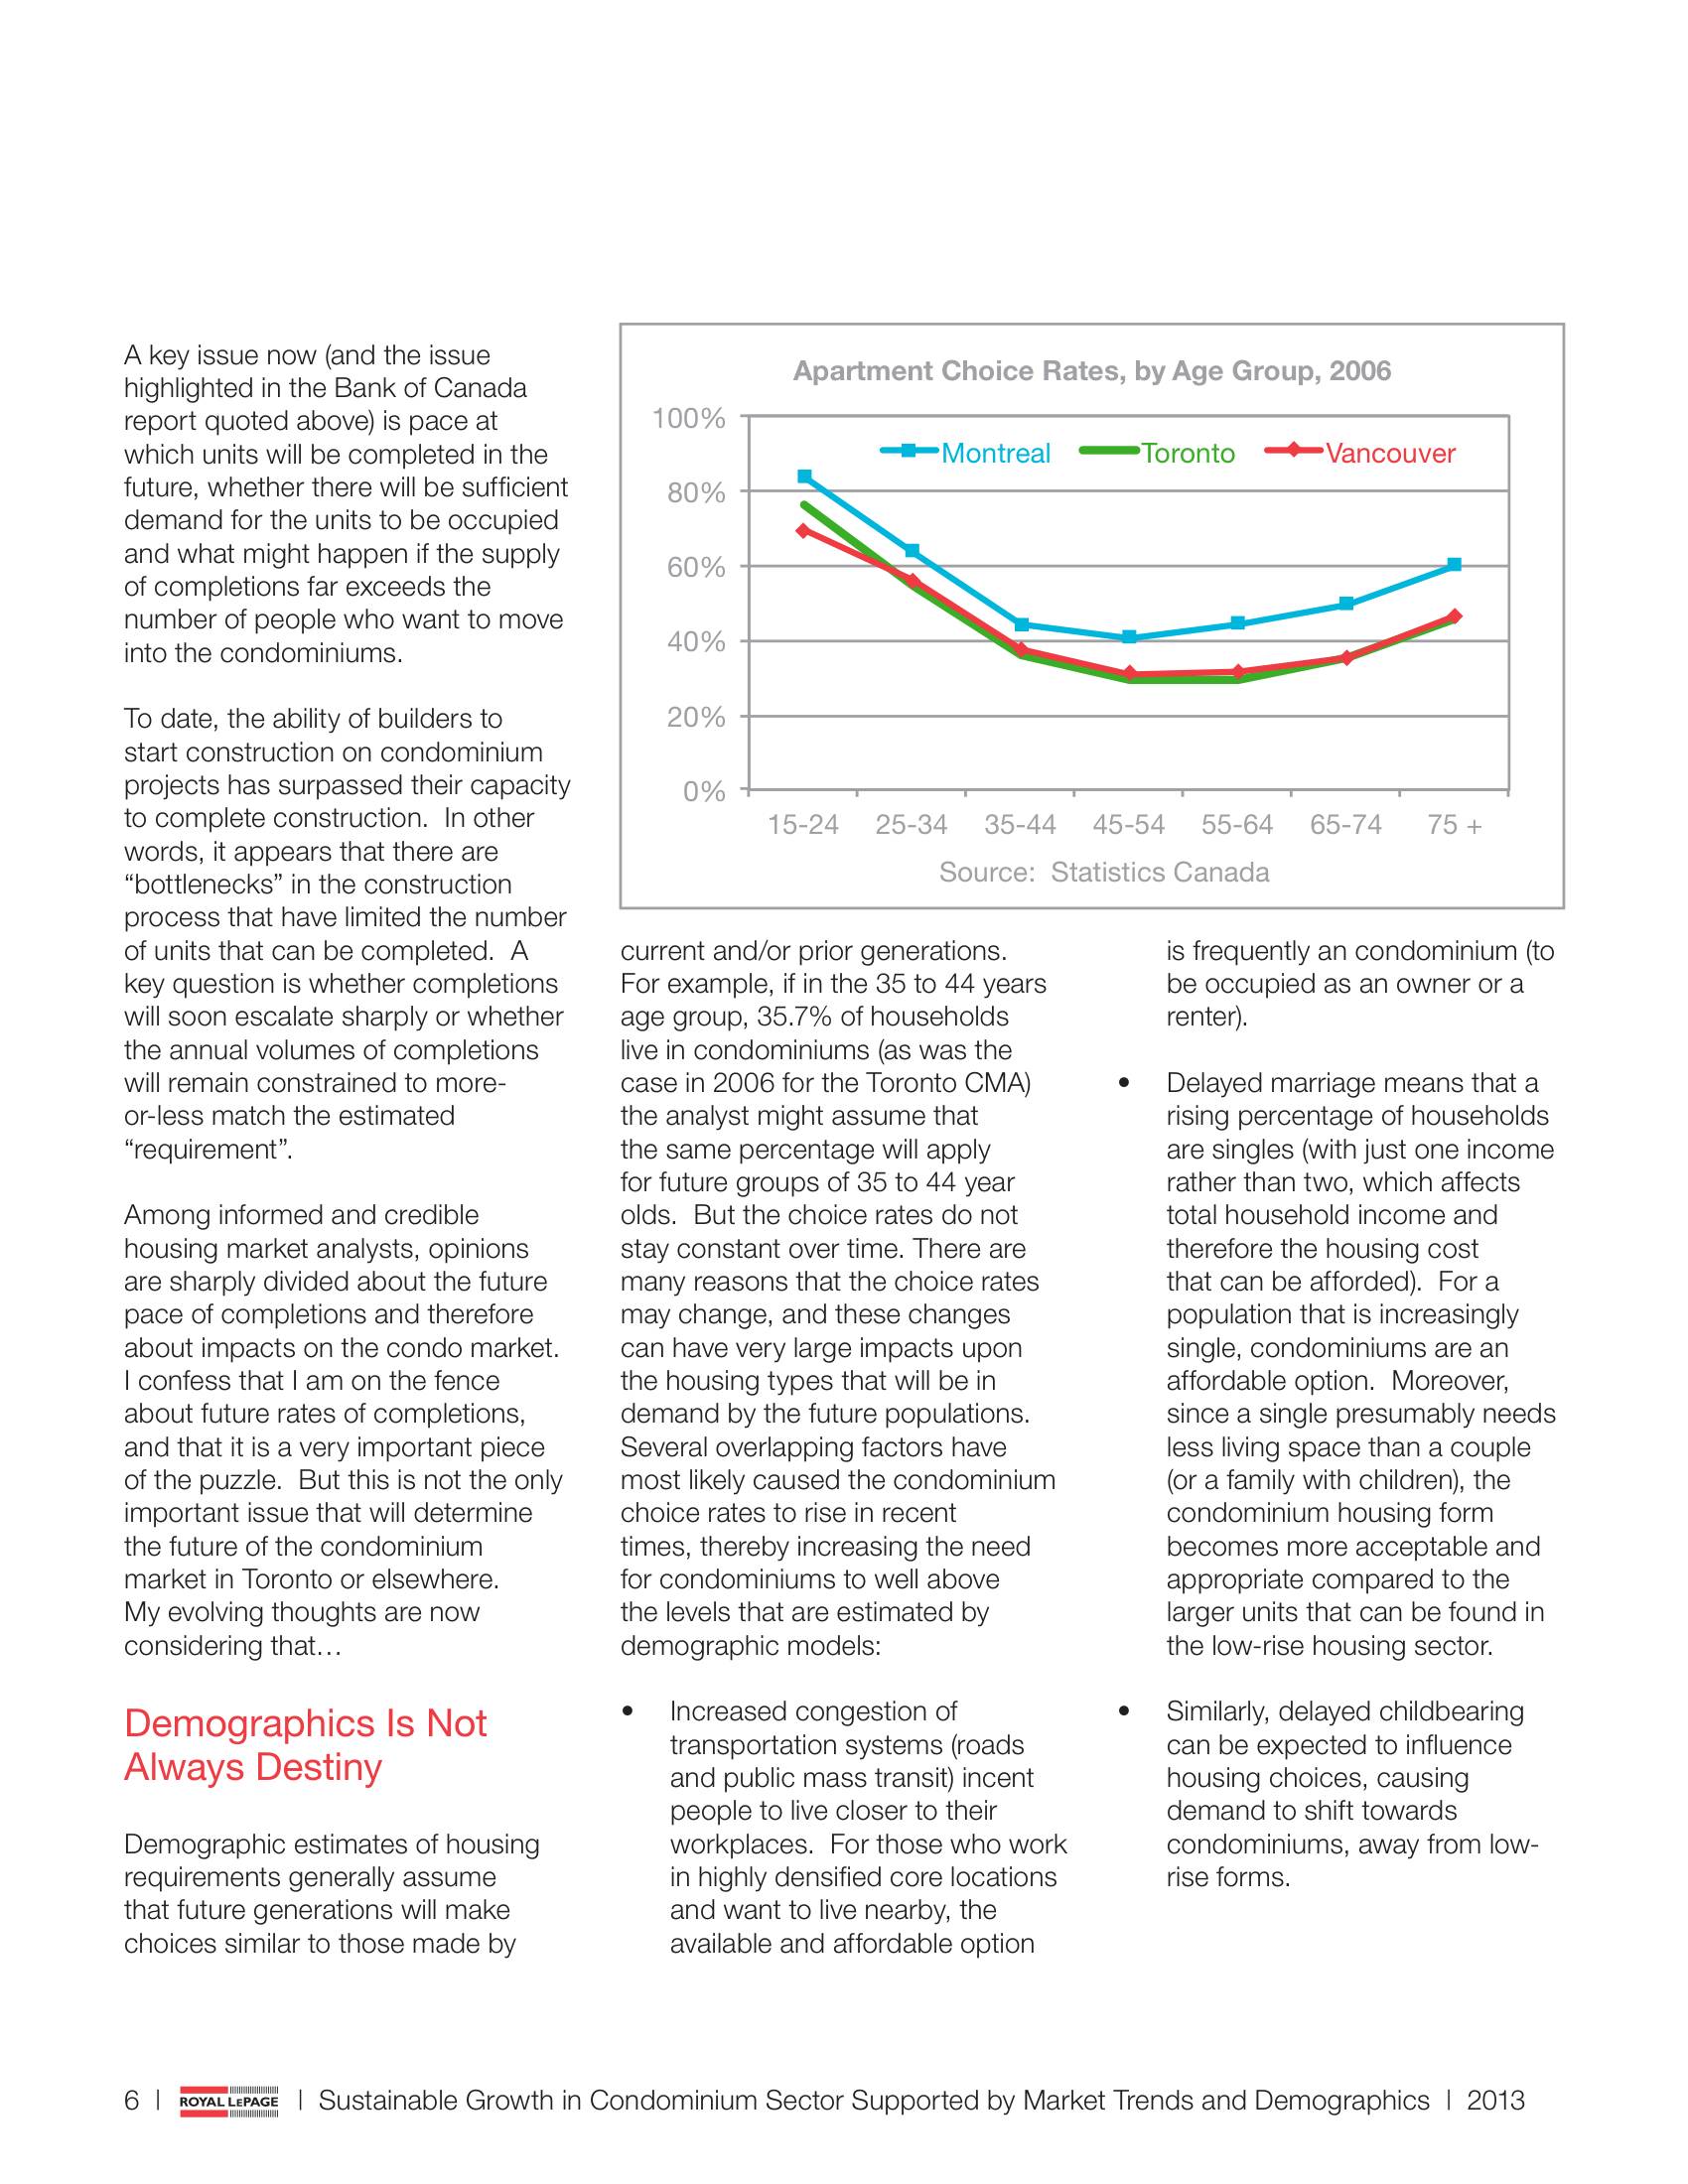 A key issue now (and the issue
highlighted in the Bank of Canada
report quoted above) is pace at
which units will be completed in the
future, whether there will be sufficient
demand for the units to be occupied
and what might happen if the supply
of completions far exceeds the
number of people who want to move
into the condominiums.
To date, the ability of builders to
start construction on condominium
projects has surpassed their capacity
to complete construction.  In other
words, it appears that there are
“bottlenecks” in the construction
process that have limited the number
of units that can be completed.  A
key question is whether completions
will soon escalate sharply or whether
the annual volumes of completions
will remain constrained to more-
or-less match the estimated
“requirement”.
Among informed and credible
housing market analysts, opinions
are sharply divided about the future
pace of completions and therefore
about impacts on the condo market.
I confess that I am on the fence
about future rates of completions,
and that it is a very important piece
of the puzzle.  But this is not the only
important issue that will determine
the future of the condominium
market in Toronto or elsewhere.
My evolving thoughts are now
considering that…
Demographics Is Not
Always Destiny
Demographic estimates of housing
requirements generally assume
that future generations will make
choices similar to those made by
Apartment Choice Rates, by Age Group, 2006
100%
80%
60%
40%
20%
0%
Montreal Toronto Vancouver
15-24 25-34 35-44 45-54 55-64 65-74 75 +
Source:  Statistics Canada
current and/or prior generations.
For example, if in the 35 to 44 years
age group, 35.7% of households
live in condominiums (as was the
case in 2006 for the Toronto CMA)
the analyst might assume that
the same percentage will apply
for future groups of 35 to 44 year
olds.  But the choice rates do not
stay constant over time. There are
many reasons that the choice rates
may change, and these changes
can have very large impacts upon
the housing types that will be in
demand by the future populations.
Several overlapping factors have
most likely caused the condominium
choice rates to rise in recent
times, thereby increasing the need
for condominiums to well above
the levels that are estimated by
demographic models:
• Increased congestion of
transportation systems (roads
and public mass transit) incent
people to live closer to their
workplaces.  For those who work
in highly densified core locations
and want to live nearby, the
available and affordable option
is frequently an condominium (to
be occupied as an owner or a
renter).
• Delayed marriage means that a
rising percentage of households
are singles (with just one income
rather than two, which affects
total household income and
therefore the housing cost
that can be afforded).  For a
population that is increasingly
single, condominiums are an
affordable option.  Moreover,
since a single presumably needs
less living space than a couple
(or a family with children), the
condominium housing form
becomes more acceptable and
appropriate compared to the
larger units that can be found in
the low-rise housing sector.
• Similarly, delayed childbearing
can be expected to influence
housing choices, causing
demand to shift towards
condominiums, away from low-
rise forms.
6 | ROYAL LEPAGE | Sustainable Growth in Condominium Sector Supported by Market Trends and Demographics | 2013